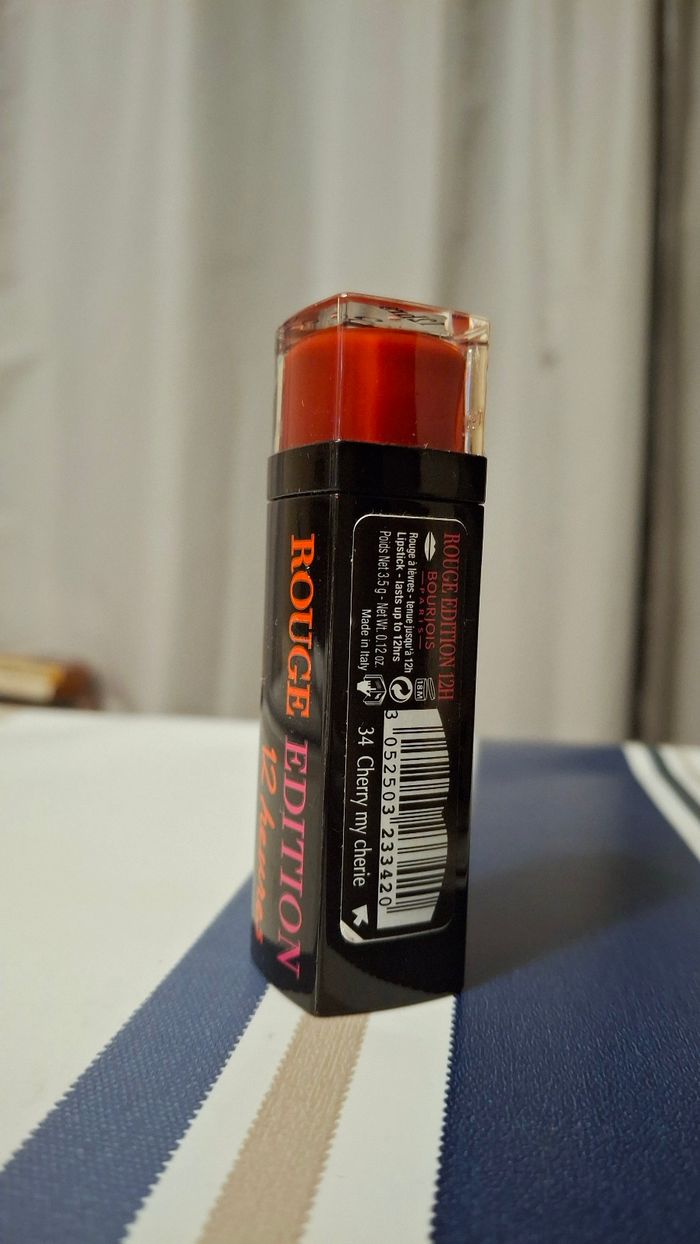 ROUGE EDITION
12 heures
ROUGE EDITION 12H
BOURJOIS
PARIS
Rouge à lèvres - tenue jusqu'à 12h
Lipstick - lasts up to 12hrs
Poids Net 3.5 g - Net Wt. 0.12 oz.
Made in Italy
18M
3 052503 233420
34 Cherry my cherie